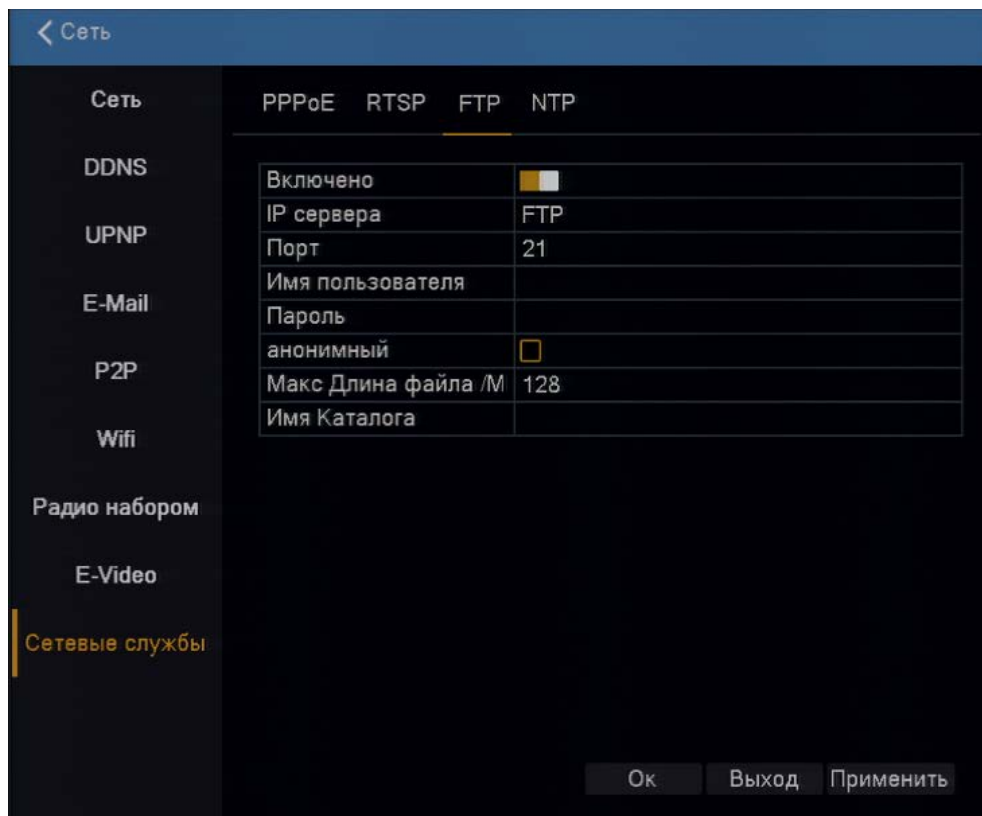 Сеть
Сеть
DDNS
UPNP
E-Mail
P2P
Wifi
Радио набором
E-Video
Сетевые службы
PPPoE RTSP FTP NTP
Включено
IP сервера FTP
Порт 21
Имя пользователя
Пароль
анонимный
Макс Длина файла /М 128
Имя Каталога
Ок Выход Применить